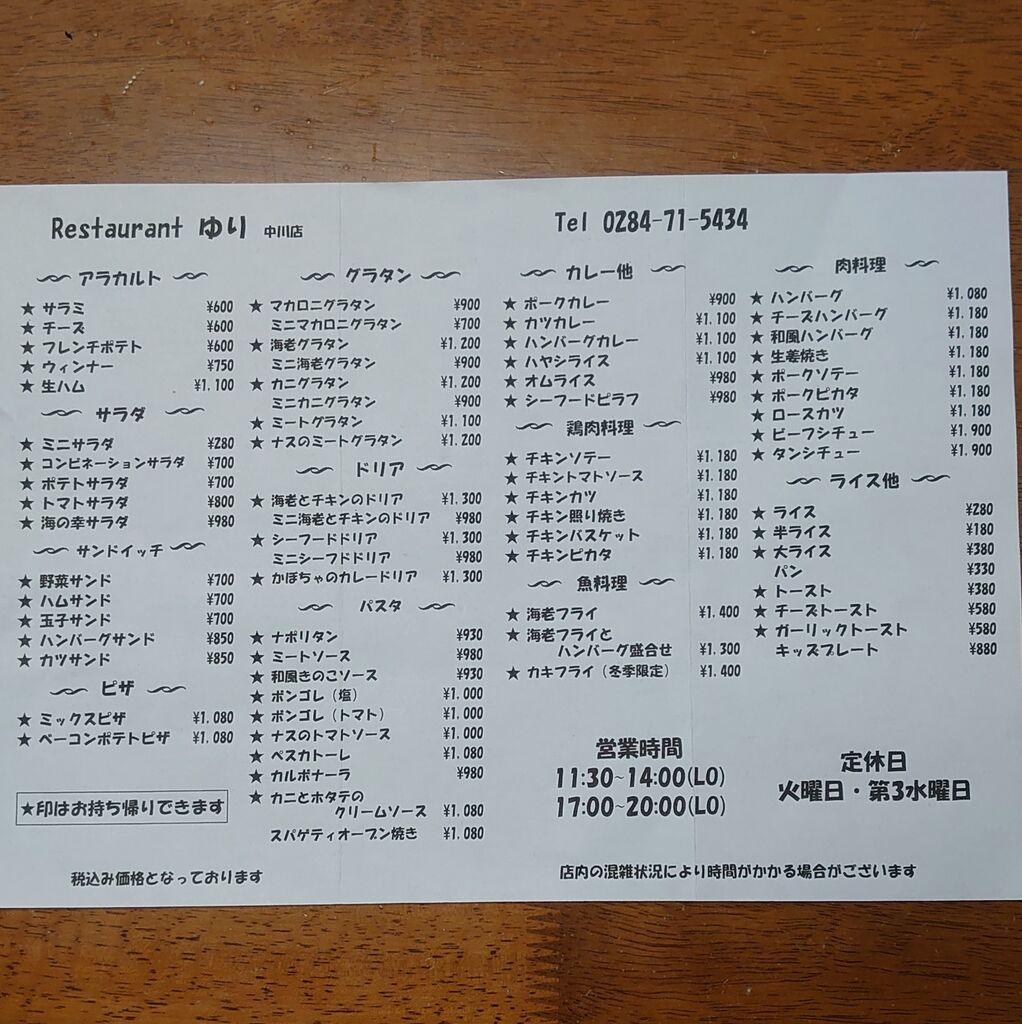 Restaurant ゆり 中川店
Tel 0284-71-5434
アラカルト
★ サラミ ¥600
★ チーズ ¥600
★ フレンチポテト ¥600
★ ウィンナー ¥750
★ 生ハム ¥1.100
サラダ
★ ミニサラダ ¥280
★ コンビネーションサラダ ¥700
★ ポテトサラダ ¥700
★ トマトサラダ ¥800
★ 海の幸サラダ ¥980
サンドイッチ
★ 野菜サンド ¥700
★ ハムサンド ¥700
★ 玉子サンド ¥700
★ ハンバーグサンド ¥850
★ カツサンド ¥850
ピザ
★ ミックスピザ ¥1.080
★ ベーコンポテトピザ ¥1.080
★印はお持ち帰りできます
税込み価格となっております
グラタン
★ マカロニグラタン ¥900
ミニマカロニグラタン ¥700
★ 海老グラタン ¥1.200
ミニ海老グラタン ¥900
★ カニグラタン ¥1.200
ミニカニグラタン ¥900
★ ミートグラタン ¥1.100
★ ナスのミートグラタン ¥1.200
ドリア
★ 海老とチキンのドリア ¥1.300
ミニ海老とチキンのドリア ¥980
★ シーフードドリア ¥1.300
ミニシーフドドリア ¥980
★ かぼちゃのカレードリア ¥1.300
パスタ
★ ナポリタン ¥930
★ ミートソース ¥980
★ 和風きのこソース ¥930
★ ボンゴレ（塩） ¥1.000
★ ボンゴレ（トマト） ¥1.000
★ ナスのトマトソース ¥1.000
★ ペスカトーレ ¥1.080
★ カルボナーラ ¥980
★ カニとホタテの
クリームソース ¥1.080
スパゲティオーブン焼き ¥1.080
カレー他
★ ポークカレー ¥900
★ カツカレー ¥1.100
★ ハンバーグカレー ¥1.100
★ ハヤシライス ¥1.100
★ オムライス ¥980
★ シーフードピラフ ¥980
鶏肉料理
★ チキンソテー ¥1.180
★ チキントマトソース ¥1.180
★ チキンカツ ¥1.180
★ チキン照り焼き ¥1.180
★ チキンバスケット ¥1.180
★ チキンピカタ ¥1.180
魚料理
★ 海老フライ ¥1.400
★ 海老フライと
ハンバーグ盛合せ ¥1.300
★ カキフライ（冬季限定） ¥1.400
営業時間
11:30~14:00(LO)
17:00~20:00(LO)
肉料理
★ ハンバーグ ¥1.080
★ チーズハンバーグ ¥1.180
★ 和風ハンバーグ ¥1.180
★ 生姜焼き ¥1.180
★ ポークソテー ¥1.180
★ ポークピカタ ¥1.180
★ ロースカツ ¥1.180
★ ビーフシチュー ¥1.900
★ タンシチュー ¥1.900
ライス他
★ ライス ¥280
★ 半ライス ¥180
★ 大ライス ¥380
パン ¥330
★ トースト ¥380
★ チーズトースト ¥580
★ ガーリックトースト ¥580
キッズプレート ¥880
定休日
火曜日・第3水曜日
店内の混雑状況により時間がかかる場合がございます